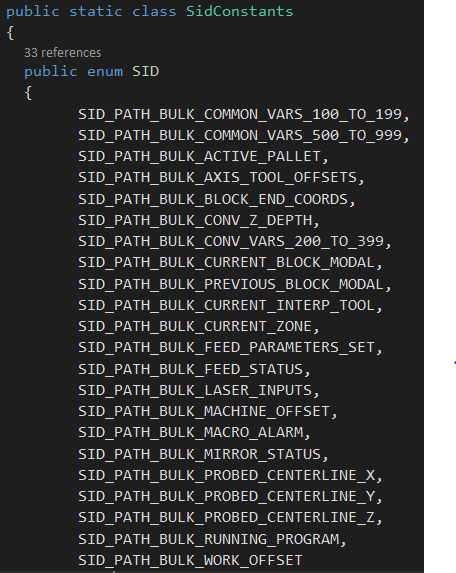 public static class SidConstants
{
33 references
public enum SID
{
SID_PATH_BULK_COMMON_VARS_100_TO_199,
SID_PATH_BULK_COMMON_VARS_500_TO_999,
SID_PATH_BULK_ACTIVE_PALLET,
SID_PATH_BULK_AXIS_TOOL_OFFSETS,
SID_PATH_BULK_BLOCK_END_COORDS,
SID_PATH_BULK_CONV_Z_DEPTH,
SID_PATH_BULK_CONV_VARS_200_TO_399,
SID_PATH_BULK_CURRENT_BLOCK_MODAL,
SID_PATH_BULK_PREVIOUS_BLOCK_MODAL,
SID_PATH_BULK_CURRENT_INTERP_TOOL,
SID_PATH_BULK_CURRENT_ZONE,
SID_PATH_BULK_FEED_PARAMETERS_SET,
SID_PATH_BULK_FEED_STATUS,
SID_PATH_BULK_LASER_INPUTS,
SID_PATH_BULK_MACHINE_OFFSET,
SID_PATH_BULK_MACRO_ALARM,
SID_PATH_BULK_MIRROR_STATUS,
SID_PATH_BULK_PROBED_CENTERLINE_X,
SID_PATH_BULK_PROBED_CENTERLINE_Y,
SID_PATH_BULK_PROBED_CENTERLINE_Z,
SID_PATH_BULK_RUNNING_PROGRAM,
SID_PATH_BULK_WORK_OFFSET